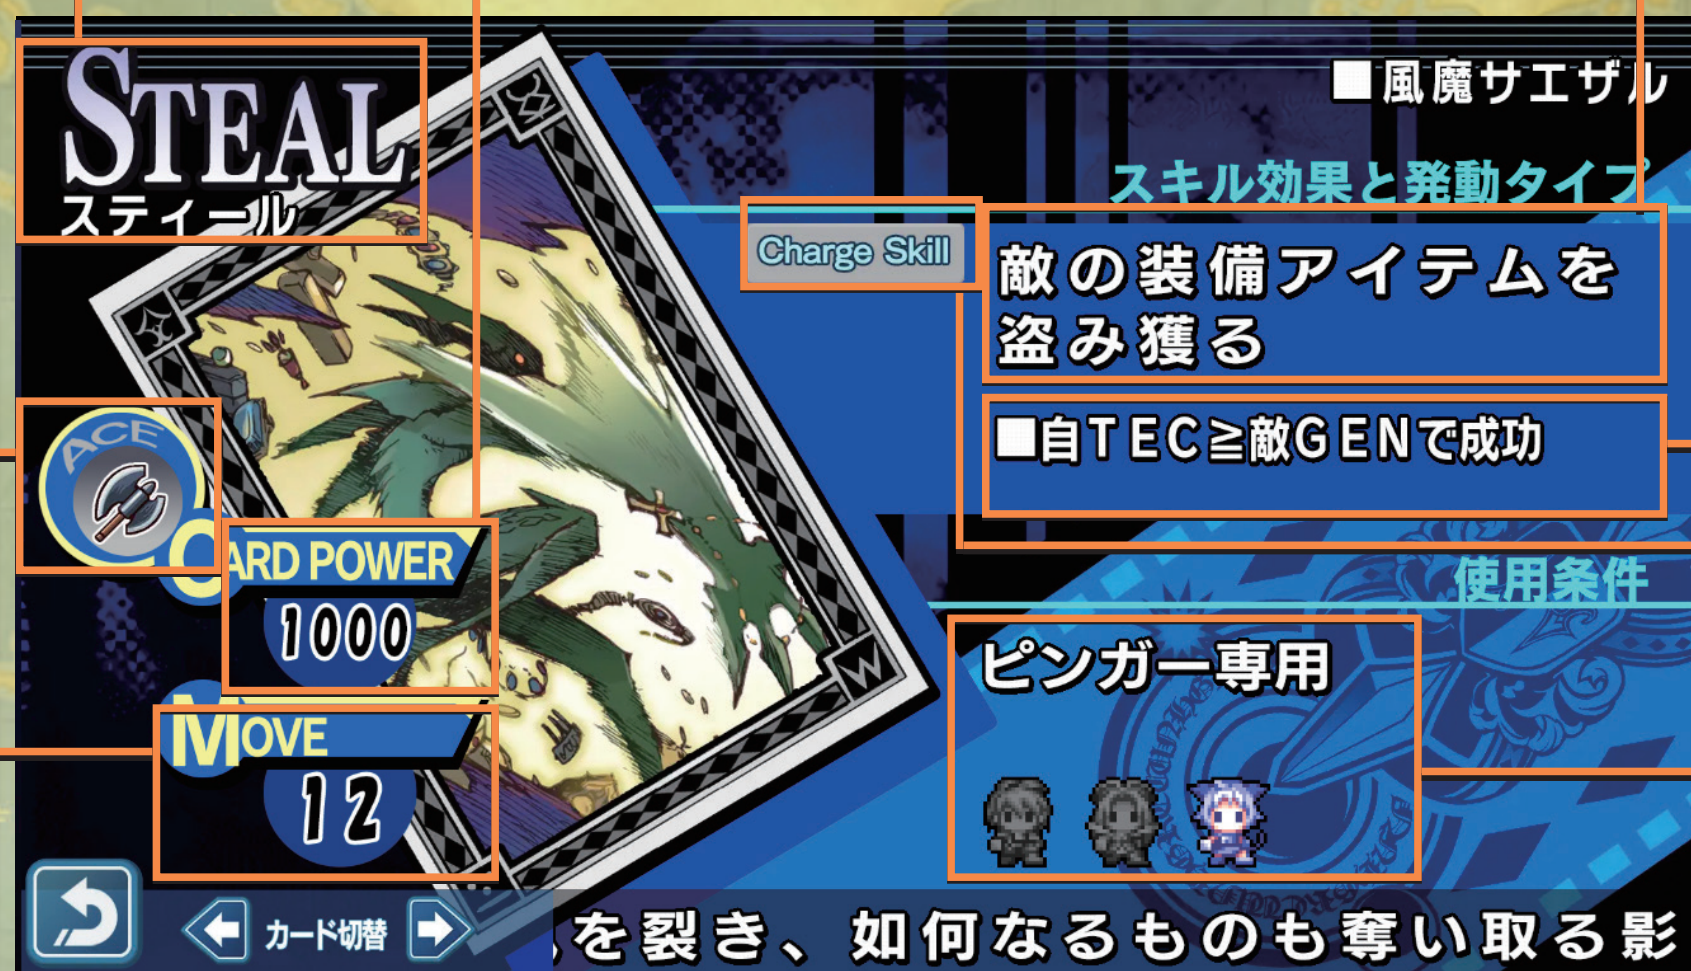 STEAL
スティール
■風魔サエザル
スキル効果と発動タイプ
Charge Skill
敵の装備アイテムを
盗み獲る
■自TEC≧敵GENで成功
ACE
CARD POWER
1000
MOVE
12
使用条件
ピンガー専用
カード切替
を裂き、如何なるものも奪い取る影